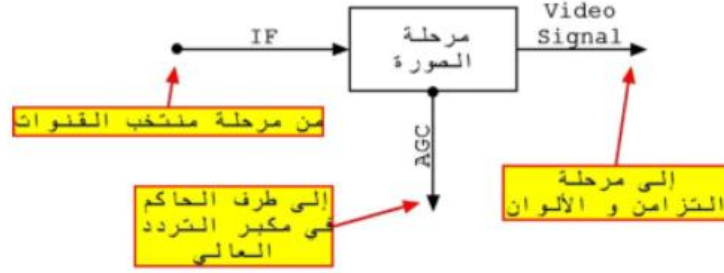 IF
مرحلة
الصورة
Video
Signal
من مرحلة منتخب القنوات
AGC
إلى طرف الحاكم
في مكبر التردد
العالي
إلى مرحلة
التزامن و الألوان